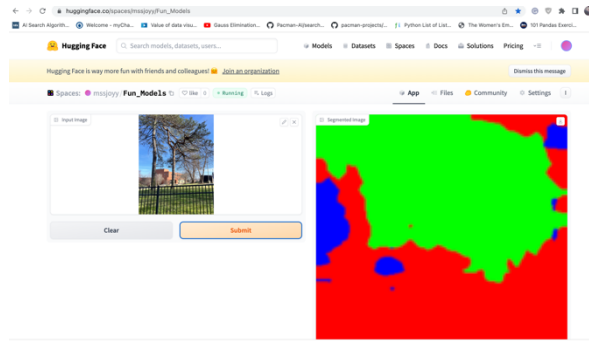 huggingface.co/spaces/mssjoyy/Fun_Models
AI Search Algorith... Welcome - myCha... Value of data visu... Gauss Elimination... Pacman-AI/search... pacman-projects/... Python List of List... The Women's Em... 101 Pandas Exerci...
Hugging Face Search models, datasets, users... Models Datasets Spaces Docs Solutions Pricing
Hugging Face is way more fun with friends and colleagues! Join an organization Dismiss this message
Spaces: mssjoyy/Fun_Models like 0 Running Logs App Files Community Settings
Input Image Segmented Image
Clear Submit